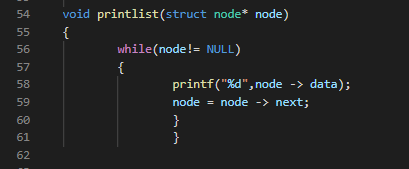 54 void printlist(struct node* node)
55 {
56 while(node!= NULL)
57 {
58 printf("%d",node -> data);
59 node = node -> next;
60 }
61 }
62